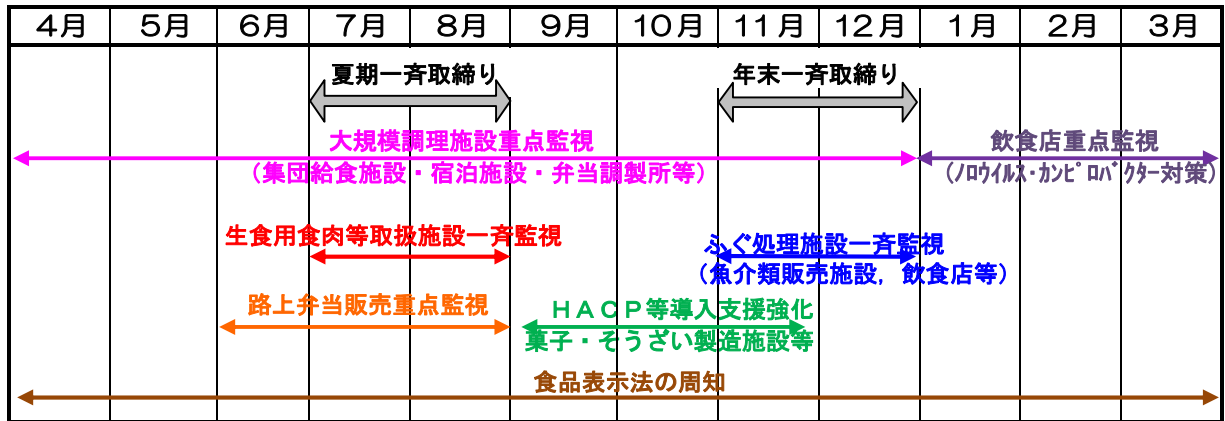 4月 5月 6月 7月 8月 9月 10月 11月 12月 1月 2月 3月
夏期一斉取締り 年末一斉取締り
大規模調理施設重点監視 飲食店重点監視
（集団給食施設・宿泊施設・弁当調製所等） （ﾉﾛｳｲﾙｽ･ｶﾝﾋﾟﾛﾊﾞｸﾀｰ対策）
生食用食肉等取扱施設一斉監視 ふぐ処理施設一斉監視
（魚介類販売施設，飲食店等）
路上弁当販売重点監視 ＨＡＣＰ等導入支援強化
菓子・そうざい製造施設等
食品表示法の周知